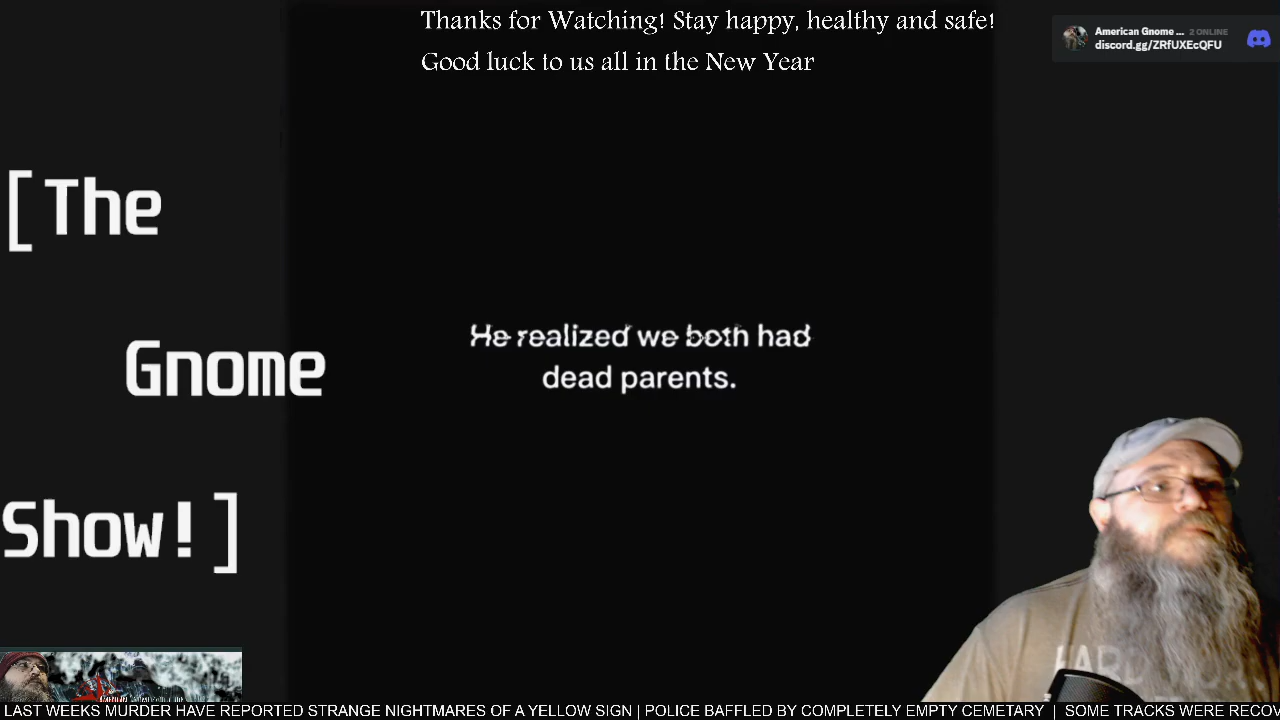 Thanks for Watching! Stay happy, healthy and safe!
Good luck to us all in the New Year
American Gnome ... 2 ONLINE
discord.gg/ZRfUXEcQFU
[The
Gnome
Show!]
He realized we both had
dead parents.
LAST WEEKS MURDER HAVE REPORTED STRANGE NIGHTMARES OF A YELLOW SIGN | POLICE BAFFLED BY COMPLETELY EMPTY CEMETARY | SOME TRACKS WERE RECOV